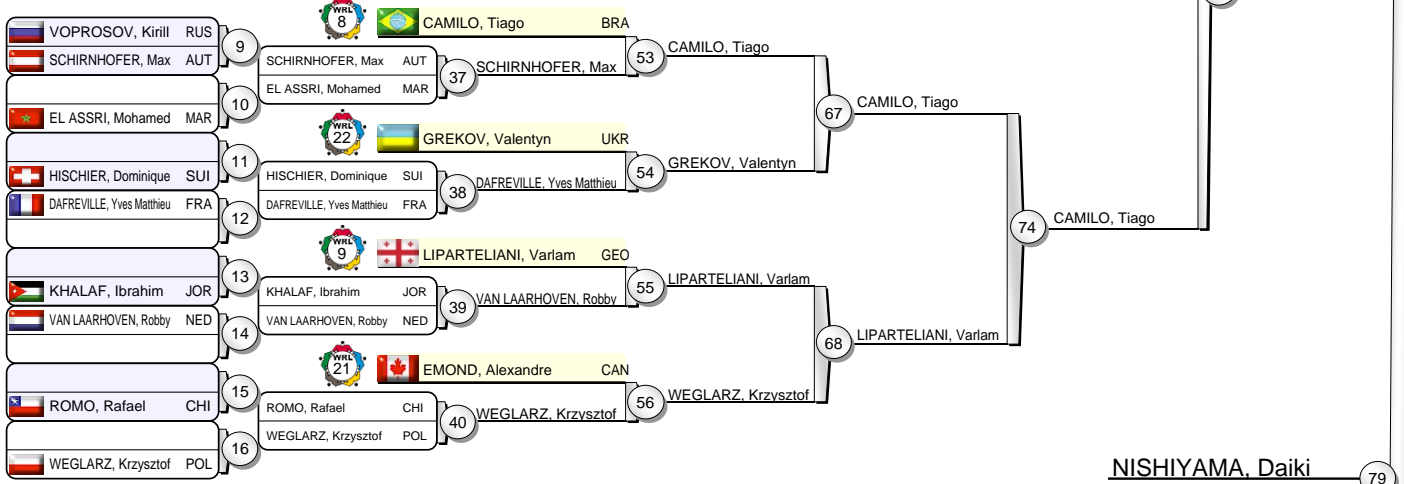 WRL
8
CAMILO, Tiago BRA
VOPROSOV, Kirill RUS
9
SCHIRNHOFER, Max AUT
SCHIRNHOFER, Max AUT
37
SCHIRNHOFER, Max
53
CAMILO, Tiago
EL ASSRI, Mohamed MAR
10
EL ASSRI, Mohamed MAR
67
CAMILO, Tiago
WRL
22
GREKOV, Valentyn UKR
11
HISCHIER, Dominique SUI
HISCHIER, Dominique SUI
38
DAFREVILLE, Yves Matthieu
54
GREKOV, Valentyn
DAFREVILLE, Yves Matthieu FRA
12
DAFREVILLE, Yves Matthieu FRA
74
CAMILO, Tiago
WRL
9
LIPARTELIANI, Varlam GEO
13
KHALAF, Ibrahim JOR
KHALAF, Ibrahim JOR
39
VAN LAARHOVEN, Robby
55
LIPARTELIANI, Varlam
VAN LAARHOVEN, Robby NED
14
VAN LAARHOVEN, Robby NED
68
LIPARTELIANI, Varlam
WRL
21
EMOND, Alexandre CAN
15
ROMO, Rafael CHI
ROMO, Rafael CHI
40
WEGLARZ, Krzysztof
56
WEGLARZ, Krzysztof
WEGLARZ, Krzysztof POL
16
WEGLARZ, Krzysztof POL
NISHIYAMA, Daiki
79